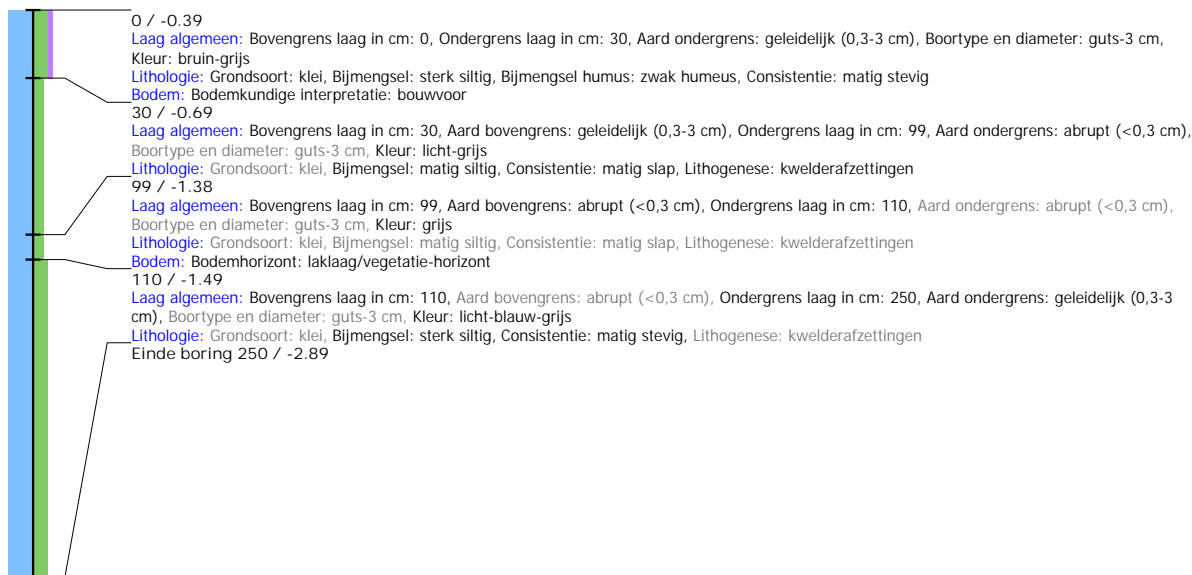 0 / -0.39
Laag algemeen: Bovengrens laag in cm: 0, Ondergrens laag in cm: 30, Aard ondergrens: geleidelijk (0,3-3 cm), Boortype en diameter: guts-3 cm,
Kleur: bruin-grijs
Lithologie: Grondsoort: klei, Bijmengsel: sterk siltig, Bijmengsel humus: zwak humeus, Consistentie: matig stevig
Bodem: Bodemkundige interpretatie: bouwvoor
30 / -0.69
Laag algemeen: Bovengrens laag in cm: 30, Aard bovengrens: geleidelijk (0,3-3 cm), Ondergrens laag in cm: 99, Aard ondergrens: abrupt (<0,3 cm),
Boortype en diameter: guts-3 cm, Kleur: licht-grijs
Lithologie: Grondsoort: klei, Bijmengsel: matig siltig, Consistentie: matig slap, Lithogenese: kwelderafzettingen
99 / -1.38
Laag algemeen: Bovengrens laag in cm: 99, Aard bovengrens: abrupt (<0,3 cm), Ondergrens laag in cm: 110, Aard ondergrens: abrupt (<0,3 cm),
Boortype en diameter: guts-3 cm, Kleur: grijs
Lithologie: Grondsoort: klei, Bijmengsel: matig siltig, Consistentie: matig slap, Lithogenese: kwelderafzettingen
Bodem: Bodemhorizont: laklaag/vegetatie-horizont
110 / -1.49
Laag algemeen: Bovengrens laag in cm: 110, Aard bovengrens: abrupt (<0,3 cm), Ondergrens laag in cm: 250, Aard ondergrens: geleidelijk (0,3-3
cm), Boortype en diameter: guts-3 cm, Kleur: licht-blauw-grijs
Lithologie: Grondsoort: klei, Bijmengsel: sterk siltig, Consistentie: matig stevig, Lithogenese: kwelderafzettingen
Einde boring 250 / -2.89